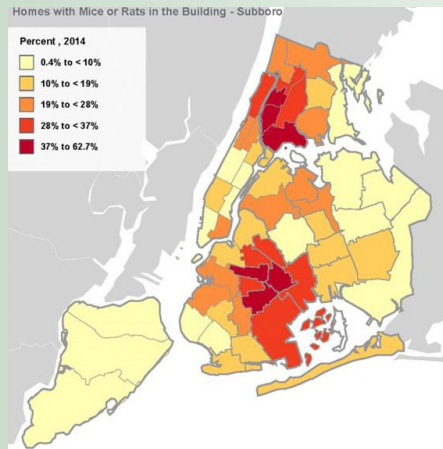 Homes with Mice or Rats in the Building - Subboro
Percent , 2014
0.4% to < 10%
10% to < 19%
19% to < 28%
28% to < 37%
37% to 62.7%